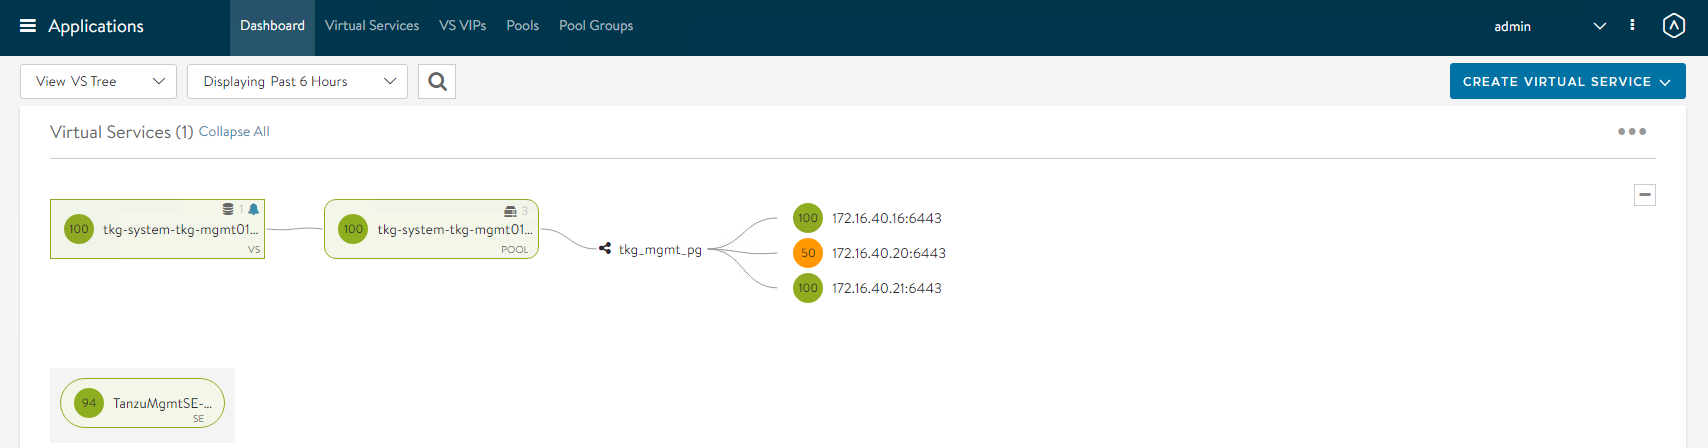 Applications Dashboard Virtual Services VS VIPs Pools Pool Groups admin
View VS Tree Displaying Past 6 Hours CREATE VIRTUAL SERVICE
Virtual Services (1) Collapse All
1 3
100 tkg-system-tkg-mgmt01... 100 tkg-system-tkg-mgmt01... 100 172.16.40.16:6443
VS POOL tkg_mgmt_pg 50 172.16.40.20:6443
100 172.16.40.21:6443
94 TanzuMgmtSE-...
SE